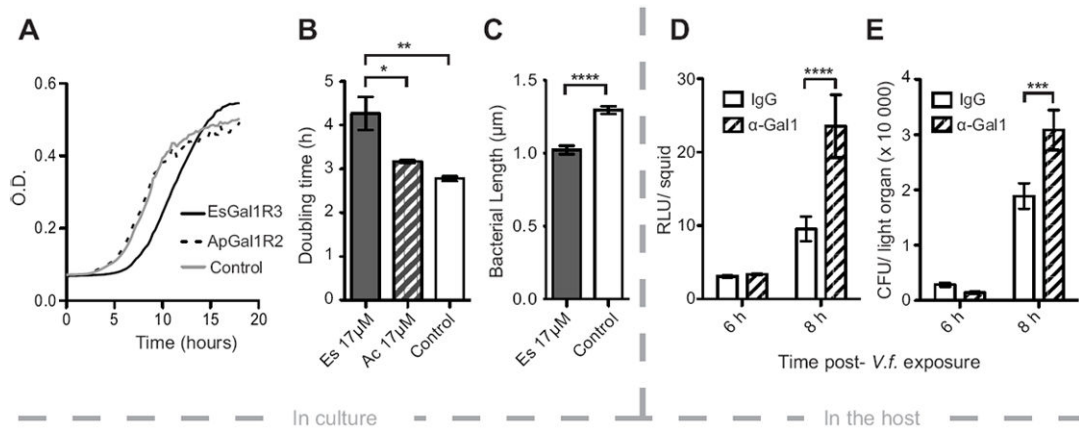 A
0.6
0.4
0.2
0.0
O.D.
EsGal1R3
ApGal1R2
Control
0
5
10
15
20
Time (hours)
B
**
*
5
4
3
2
1
0
Doubling time (h)
Es 17µM
Ac 17µM
Control
C
****
1.5
1.0
0.5
0.0
Bacterial Length (µm)
Es 17µM
Control
D
****
30
20
10
0
RLU/ squid
IgG
α-Gal1
6 h
8 h
E
***
4
3
2
1
0
CFU/ light organ (x 10 000)
IgG
α-Gal1
6 h
8 h
Time post- V.f. exposure
In culture
In the host